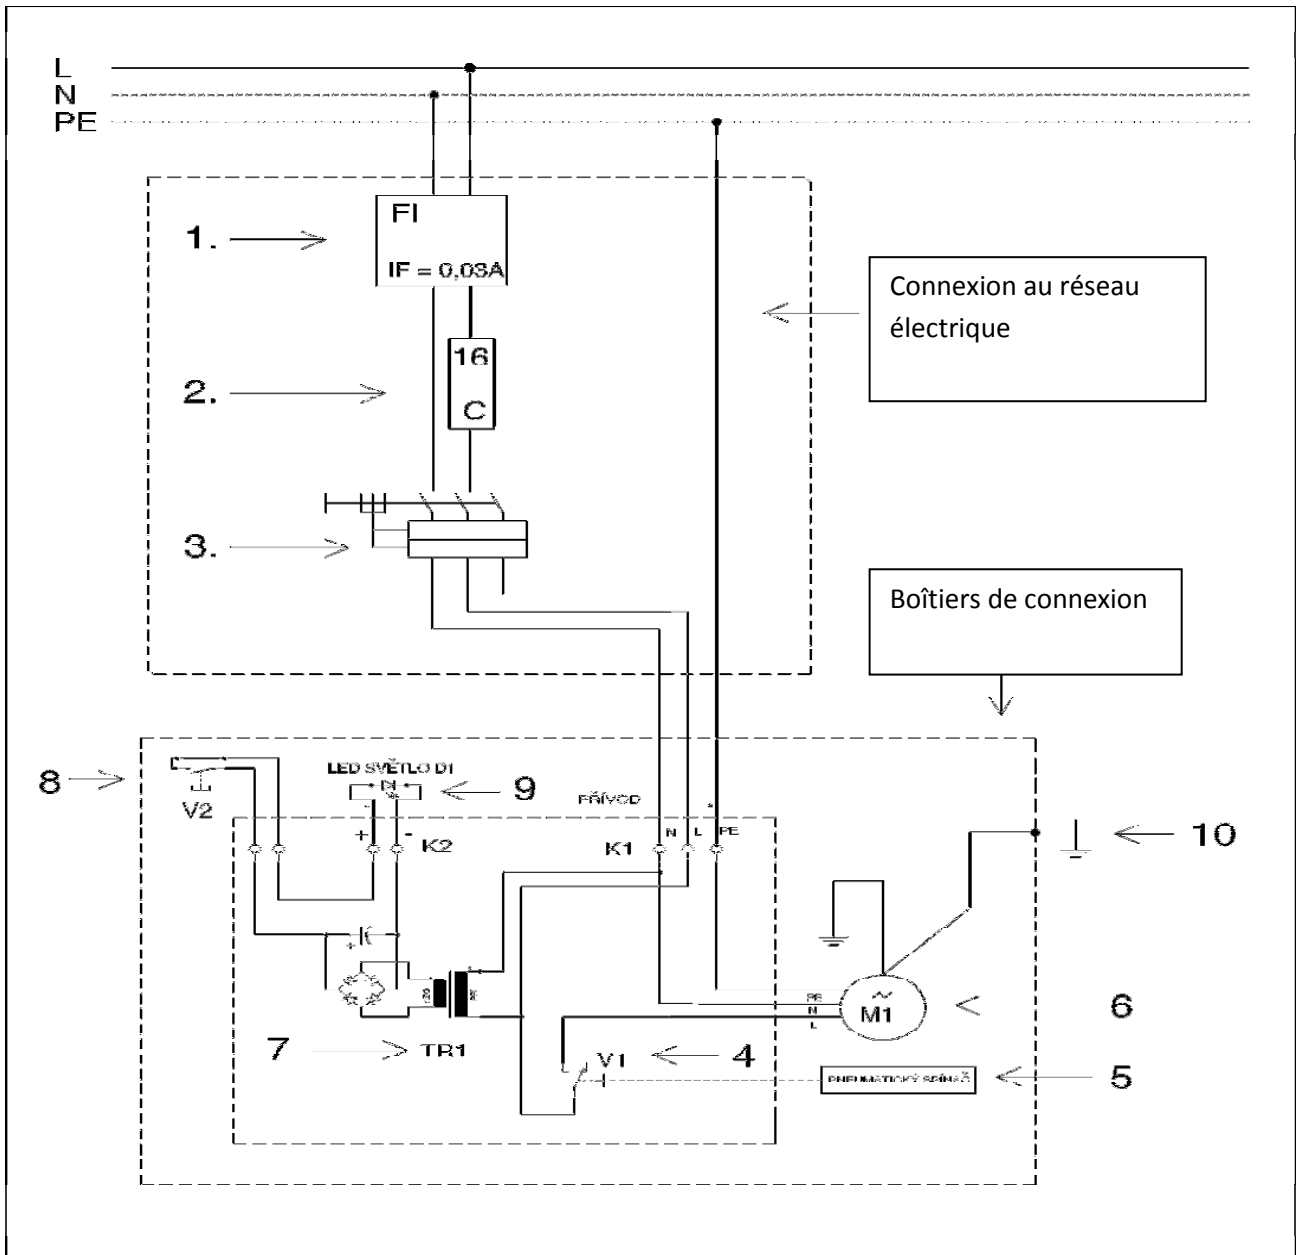 L
N
PE
FI
1.
IF = 0,03A
Connexion au réseau
électrique
16
2.
C
3.
Boîtiers de connexion
8
LED SVĚTLO D1
9
V2
PŘÍVOD
+
-
K2
K1
N
L
PE
10
+
M1
N
L
6
7
TR1
V1
4
PNEUMATICKÝ SPÍNAČ
5